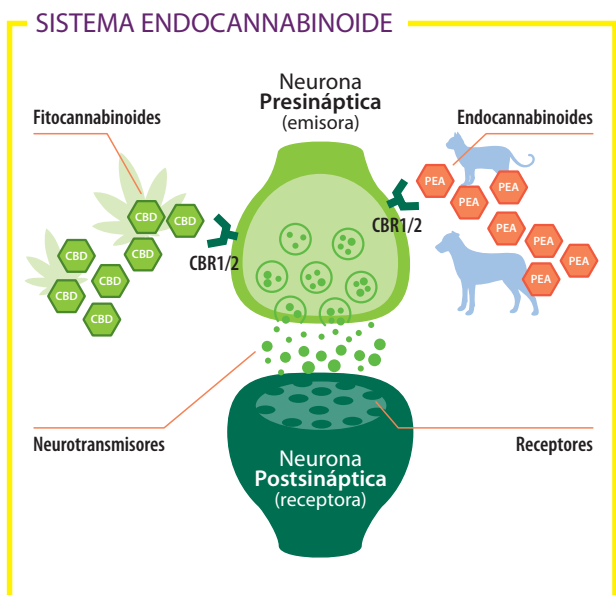 SISTEMA ENDOCANNABINOIDE
Neurona
Presináptica
(emisora)
Fitocannabinoides
Endocannabinoides
CBD
CBD
CBD
CBD
CBD
CBD
CBD
CBR1/2
CBR1/2
PEA
PEA
PEA
PEA
PEA
PEA
PEA
PEA
Neurotransmisores
Receptores
Neurona
Postsináptica
(receptora)